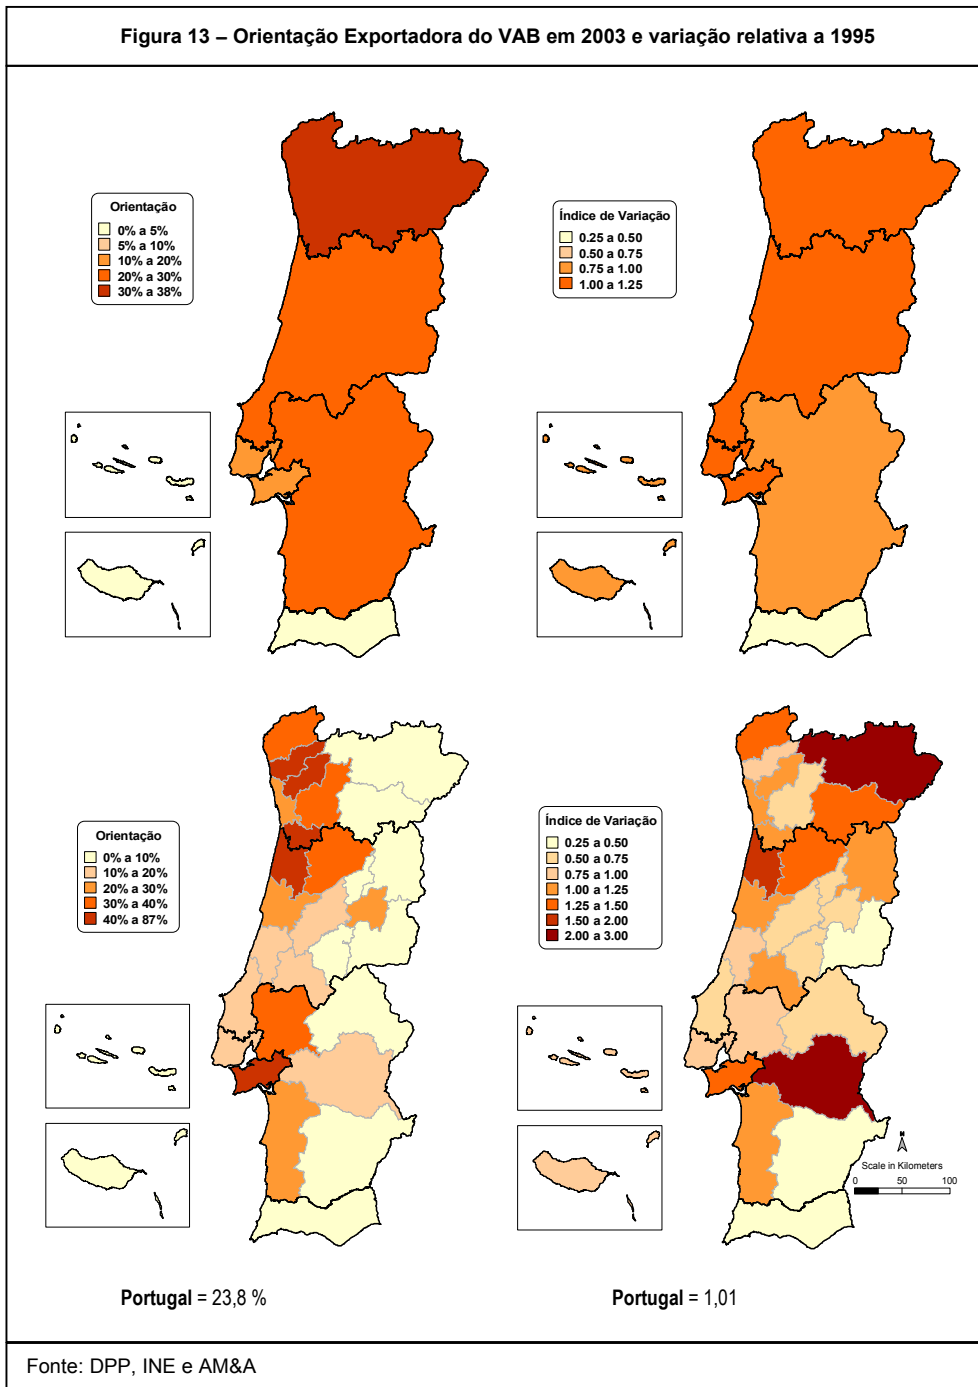 Figura 13 – Orientação Exportadora do VAB em 2003 e variação relativa a 1995
Orientação
0% a 5%
5% a 10%
10% a 20%
20% a 30%
30% a 38%
Índice de Variação
0.25 a 0.50
0.50 a 0.75
0.75 a 1.00
1.00 a 1.25
Orientação
0% a 10%
10% a 20%
20% a 30%
30% a 40%
40% a 87%
Índice de Variação
0.25 a 0.50
0.50 a 0.75
0.75 a 1.00
1.00 a 1.25
1.25 a 1.50
1.50 a 2.00
2.00 a 3.00
N
Scale in Kilometers
0 50 100
Portugal = 23,8 %
Portugal = 1,01
Fonte: DPP, INE e AM&A